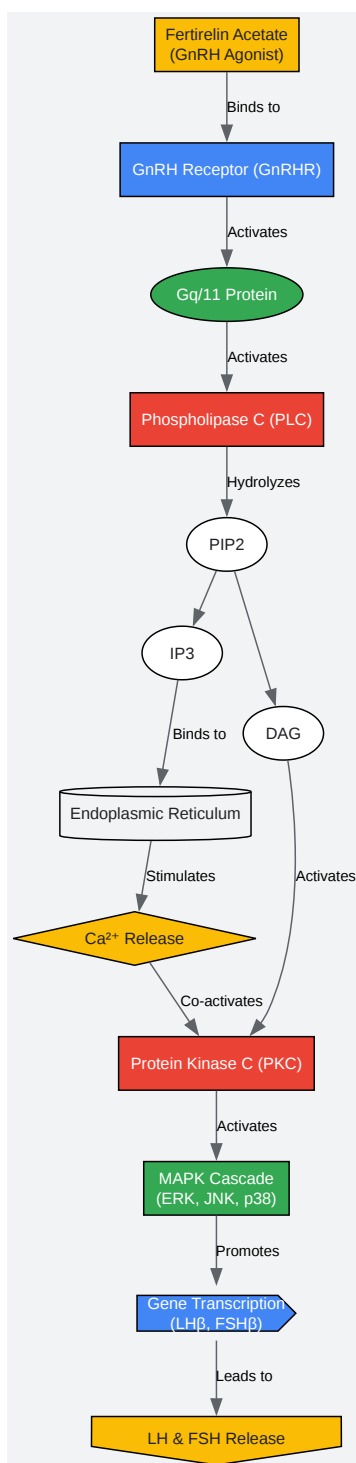 Fertirelin Acetate
(GnRH Agonist)
Binds to
GnRH Receptor (GnRHR)
Activates
Gq/11 Protein
Activates
Phospholipase C (PLC)
Hydrolyzes
PIP2
IP3
DAG
Binds to
Endoplasmic Reticulum
Stimulates
Activates
Ca²⁺ Release
Co-activates
Protein Kinase C (PKC)
Activates
MAPK Cascade
(ERK, JNK, p38)
Promotes
Gene Transcription
(LHβ, FSHβ)
Leads to
LH & FSH Release